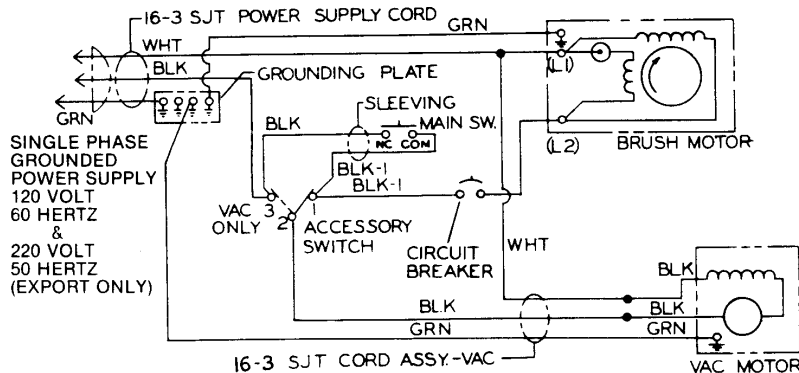 16-3 SJT POWER SUPPLY CORD
GRN
WHT
BLK
(L1)
GROUNDING PLATE
SLEEVING
GRN
BLK
MAIN SW.
NC COM
(L2)
BRUSH MOTOR
SINGLE PHASE
GROUNDED
POWER SUPPLY
120 VOLT
60 HERTZ
&
220 VOLT
50 HERTZ
(EXPORT ONLY)
BLK-1
BLK-1
VAC 3
ONLY 2
1
ACCESSORY
SWITCH
CIRCUIT
BREAKER
WHT
BLK
BLK
BLK
GRN
GRN
16-3 SJT CORD ASSY.-VAC
VAC MOTOR